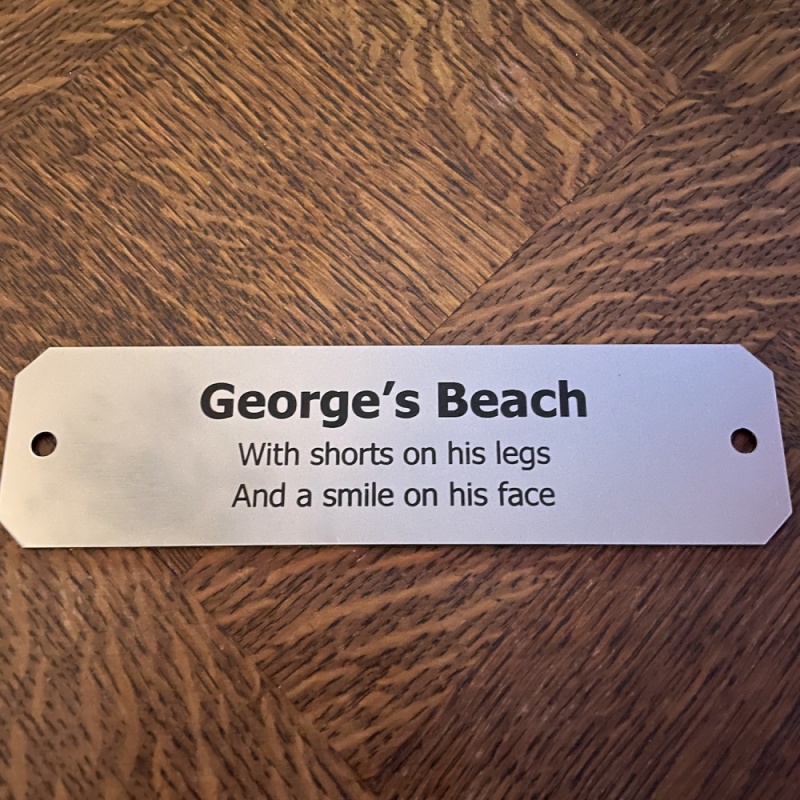 George’s Beach
With shorts on his legs
And a smile on his face